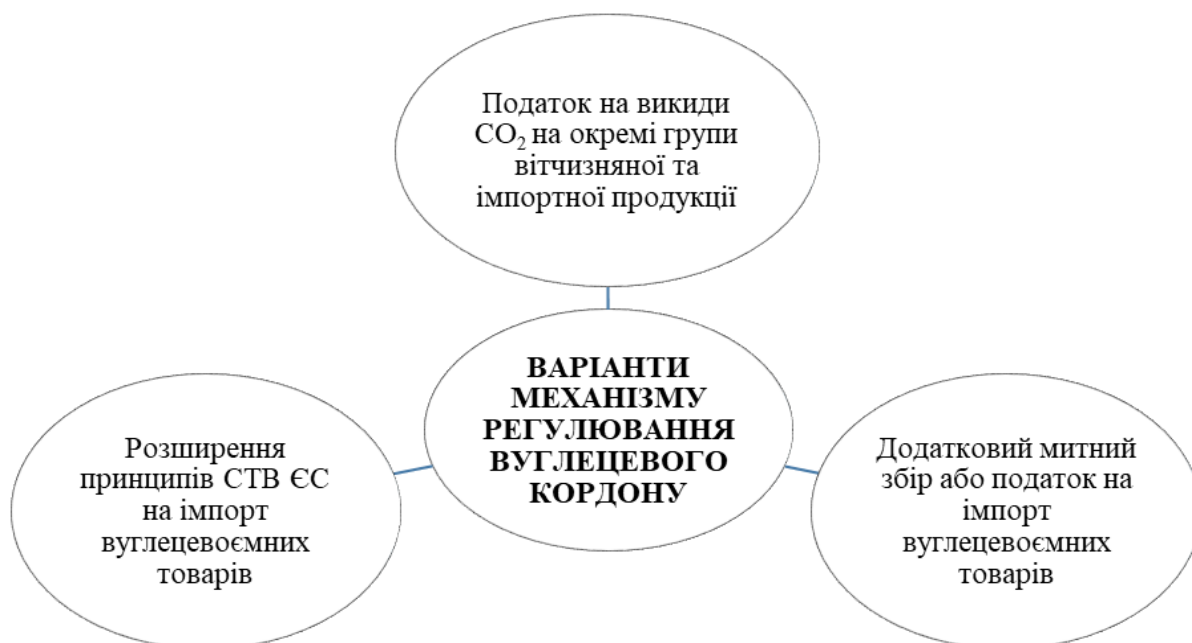 Податок на викиди
CO₂ на окремі групи
вітчизняної та
імпортної продукції
ВАРІАНТИ
МЕХАНІЗМУ
РЕГУЛЮВАННЯ
ВУГЛЕЦЕВОГО
КОРДОНУ
Розширення
принципів СТВ ЄС
на імпорт
вуглецевоємних
товарів
Додатковий митний
збір або податок на
імпорт
вуглецевоємних
товарів